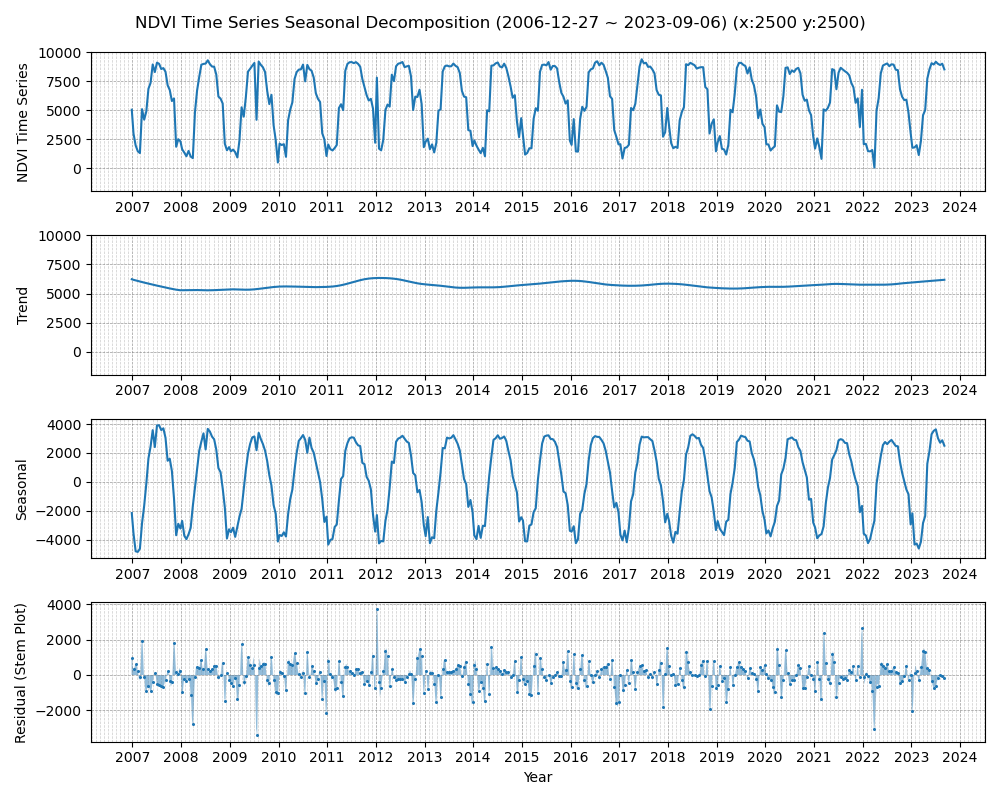 NDVI Time Series Seasonal Decomposition (2006-12-27 ~ 2023-09-06) (x:2500 y:2500)
NDVI Time Series
10000
7500
5000
2500
0
2007 2008 2009 2010 2011 2012 2013 2014 2015 2016 2017 2018 2019 2020 2021 2022 2023 2024
Trend
10000
7500
5000
2500
0
2007 2008 2009 2010 2011 2012 2013 2014 2015 2016 2017 2018 2019 2020 2021 2022 2023 2024
Seasonal
4000
2000
0
−2000
−4000
2007 2008 2009 2010 2011 2012 2013 2014 2015 2016 2017 2018 2019 2020 2021 2022 2023 2024
Residual (Stem Plot)
4000
2000
0
−2000
2007 2008 2009 2010 2011 2012 2013 2014 2015 2016 2017 2018 2019 2020 2021 2022 2023 2024
Year